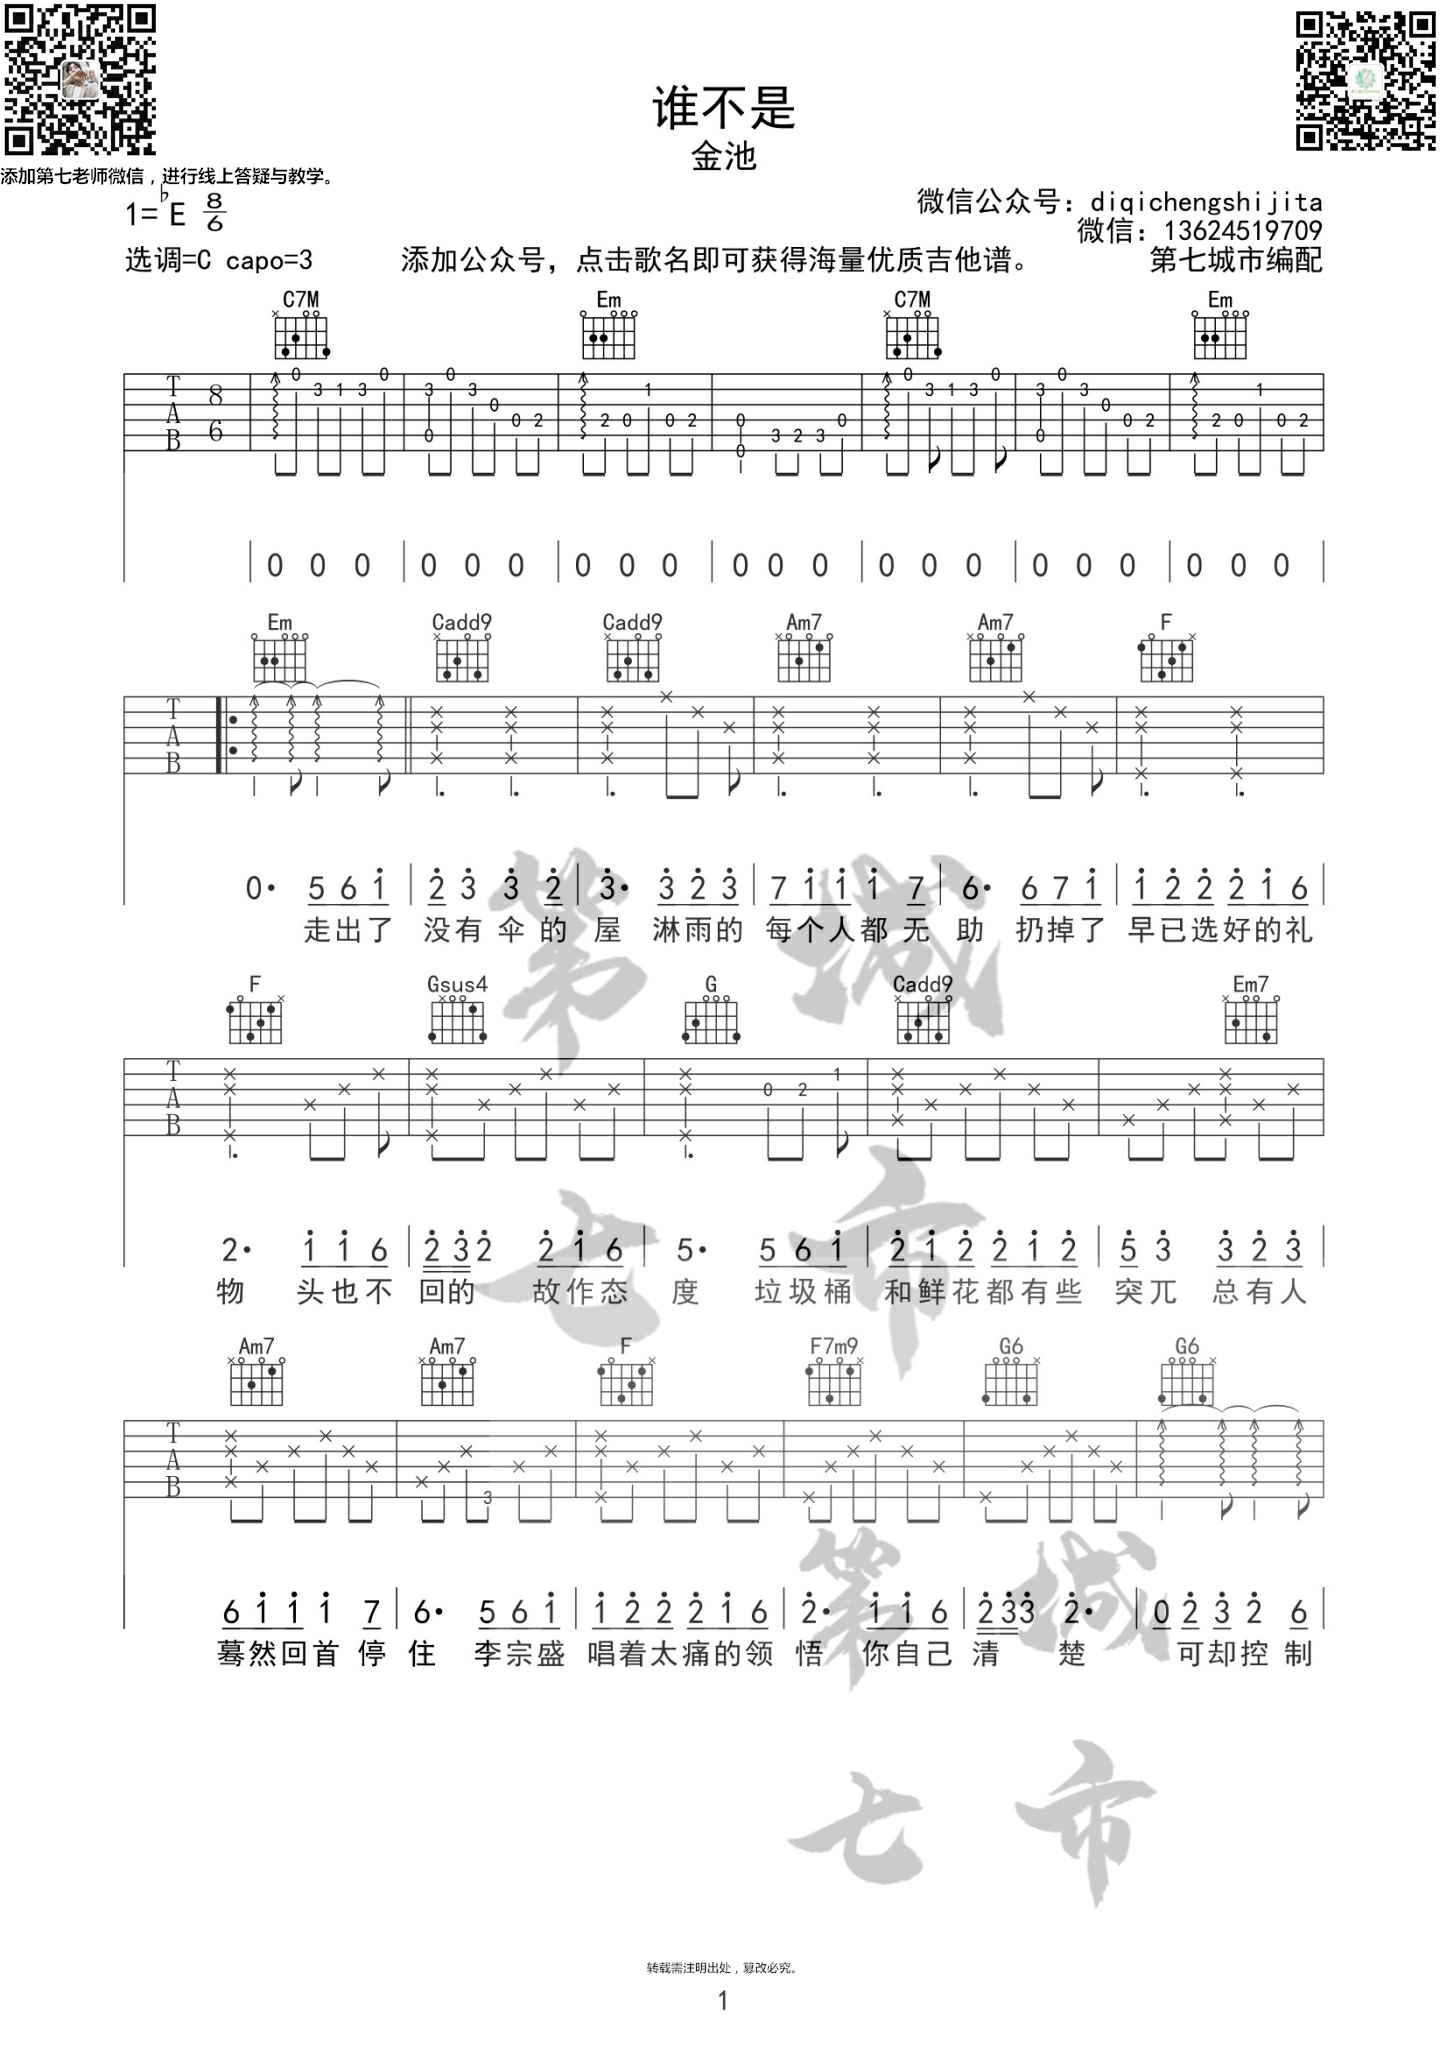 谁不是
金池
添加第七老师微信，进行线上答疑与教学。
1=♭E 8/6
微信公众号：diqichengshijita
微信：13624519709
选调=C capo=3 添加公众号，点击歌名即可获得海量优质吉他谱。 第七城市编配
C7M Em C7M Em
T 8
A
B 6
0 0 0 0 0 0 0 0 0 0 0 0 0 0 0 0 0 0 0 0 0
Em Cadd9 Cadd9 Am7 Am7 F
T
A
B
0· 5 6 1 2 3 3 2 3· 3 2 3 7 1 1 1 7 6· 6 7 1 1 2 2 2 1 6
走出了 没有伞的 屋 淋雨的 每个人都无 助 扔掉了 早已选好的礼
F Gsus4 G Cadd9 Em7
T
A
B
2· 1 1 6 2 3 2 2 1 6 5· 5 6 1 2 1 2 2 1 2 5 3 3 2 3
物 头也不 回的 故作态 度 垃圾桶 和鲜花都有些 突兀 总有人
Am7 Am7 F F7m9 G6 G6
T
A
B
6 1 1 1 7 6· 5 6 1 1 2 2 2 1 6 2· 1 1 6 2 3 3 2· 0 2 3 2 6
蓦然回首停 住 李宗盛 唱着太痛的领 悟 你自己 清 楚 可却控制
第七城市
第七城市
转载需注明出处，篡改必究。
1